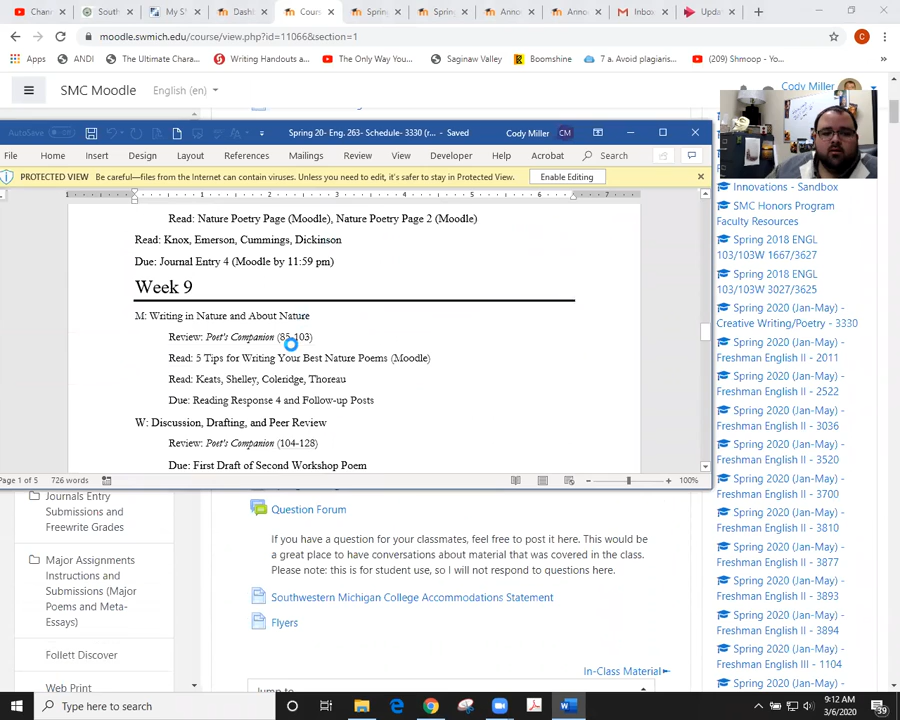 Chann
South
My S
Dash
Cours
Spring
Spring
Anno
Anno
Inbox
Updat
moodle.swmich.edu/course/view.php?id=11066&section=1
Apps
ANDI
The Ultimate Chara...
Writing Handouts a...
The Only Way You...
Saginaw Valley
Boomshine
7 a. Avoid plagiaris...
(209) Shmoop - You...
SMC Moodle
English (en)
Cody Miller
AutoSave
Off
Spring 20- Eng. 263- Schedule- 3330 (r... - Saved
Cody Miller
CM
File
Home
Insert
Design
Layout
References
Mailings
Review
View
Developer
Help
Acrobat
Search
PROTECTED VIEW Be careful—files from the Internet can contain viruses. Unless you need to edit, it's safer to stay in Protected View.
Enable Editing
Read: Nature Poetry Page (Moodle), Nature Poetry Page 2 (Moodle)
Read: Knox, Emerson, Cummings, Dickinson
Due: Journal Entry 4 (Moodle by 11:59 pm)
Week 9
M: Writing in Nature and About Nature
Review: Poet's Companion (85-103)
Read: 5 Tips for Writing Your Best Nature Poems (Moodle)
Read: Keats, Shelley, Coleridge, Thoreau
Due: Reading Response 4 and Follow-up Posts
W: Discussion, Drafting, and Peer Review
Review: Poet's Companion (104-128)
Due: First Draft of Second Workshop Poem
Page 1 of 5
726 words
100%
Innovations - Sandbox
SMC Honors Program
Faculty Resources
Spring 2018 ENGL
103/103W 1667/3627
Spring 2018 ENGL
103/103W 3027/3625
Spring 2020 (Jan-May) -
Creative Writing/Poetry - 3330
Spring 2020 (Jan-May) -
Freshman English II - 2011
Spring 2020 (Jan-May) -
Freshman English II - 2522
Spring 2020 (Jan-May) -
Freshman English II - 3036
Spring 2020 (Jan-May) -
Freshman English II - 3520
Spring 2020 (Jan-May) -
Freshman English II - 3700
Spring 2020 (Jan-May) -
Freshman English II - 3810
Spring 2020 (Jan-May) -
Freshman English II - 3877
Spring 2020 (Jan-May) -
Freshman English II - 3893
Spring 2020 (Jan-May) -
Freshman English II - 3894
Spring 2020 (Jan-May) -
Freshman English III - 1104
Spring 2020 (Jan-May) -
Journals Entry
Submissions and
Freewrite Grades
Major Assignments
Instructions and
Submissions (Major
Poems and Meta-
Essays)
Follett Discover
Web Print
Question Forum
If you have a question for your classmates, feel free to post it here. This would be
a great place to have conversations about material that was covered in the class.
Please note: this is for student use, so I will not respond to questions here.
Southwestern Michigan College Accommodations Statement
Flyers
In-Class Material
Jump to...
Type here to search
9:12 AM
3/6/2020
39